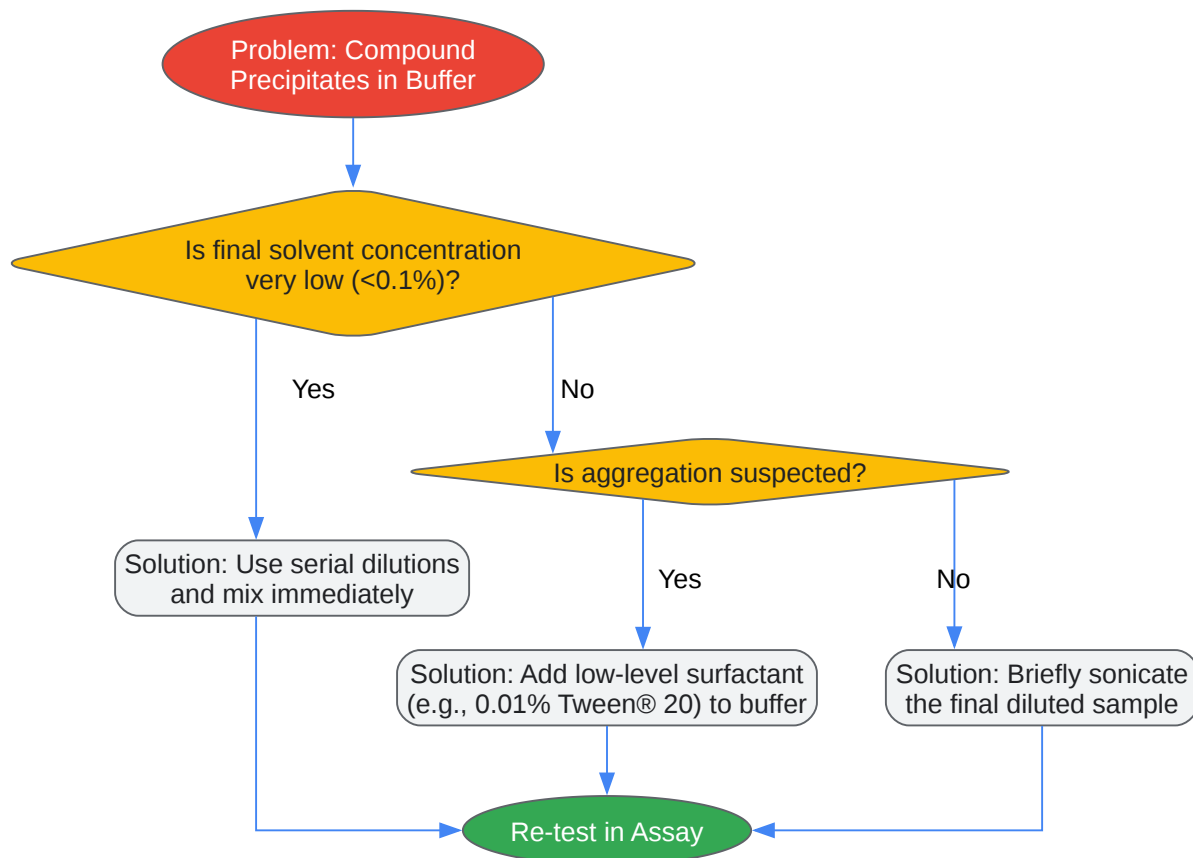 Problem: Compound
Precipitates in Buffer
Is final solvent concentration
very low (<0.1%)?
Yes
No
Is aggregation suspected?
Solution: Use serial dilutions
and mix immediately
Yes
No
Solution: Add low-level surfactant
(e.g., 0.01% Tween® 20) to buffer
Solution: Briefly sonicate
the final diluted sample
Re-test in Assay